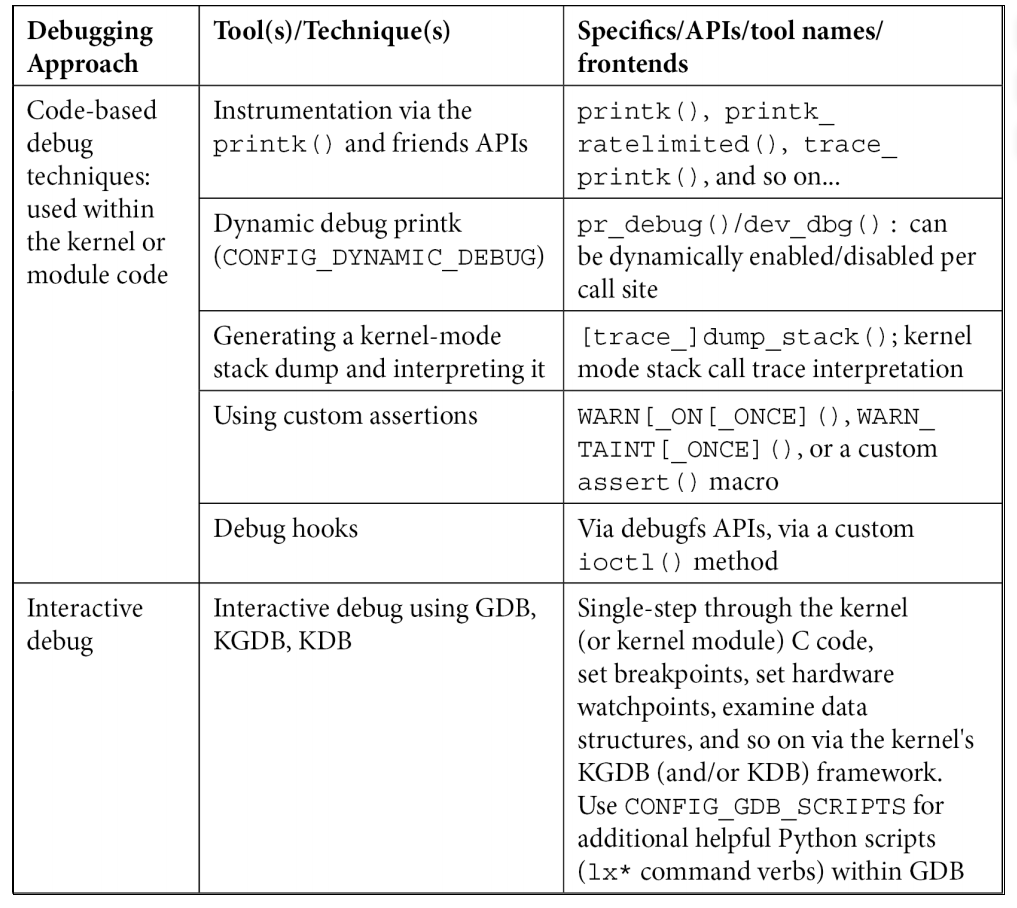 Debugging
Approach
Tool(s)/Technique(s)
Specifics/APIs/tool names/
frontends
Code-based
debug
techniques:
used within
the kernel or
module code
Instrumentation via the
printk() and friends APIs
printk(), printk_
ratelimited(), trace_
printk(), and so on...
Dynamic debug printk
(CONFIG_DYNAMIC_DEBUG)
pr_debug()/dev_dbg() : can
be dynamically enabled/disabled per
call site
Generating a kernel-mode
stack dump and interpreting it
[trace_]dump_stack(); kernel
mode stack call trace interpretation
Using custom assertions
WARN[_ON[_ONCE](), WARN_
TAINT[_ONCE](), or a custom
assert() macro
Debug hooks
Via debugfs APIs, via a custom
ioctl() method
Interactive
debug
Interactive debug using GDB,
KGDB, KDB
Single-step through the kernel
(or kernel module) C code,
set breakpoints, set hardware
watchpoints, examine data
structures, and so on via the kernel's
KGDB (and/or KDB) framework.
Use CONFIG_GDB_SCRIPTS for
additional helpful Python scripts
(lx* command verbs) within GDB